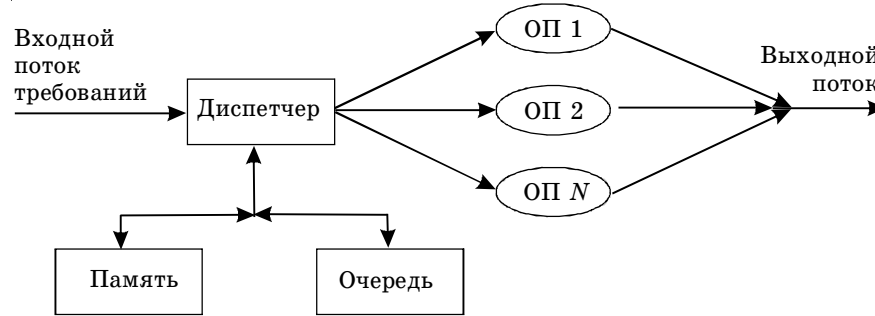 Входной
поток
требований
Диспетчер
ОП 1
ОП 2
ОП N
Выходной
поток
Память
Очередь